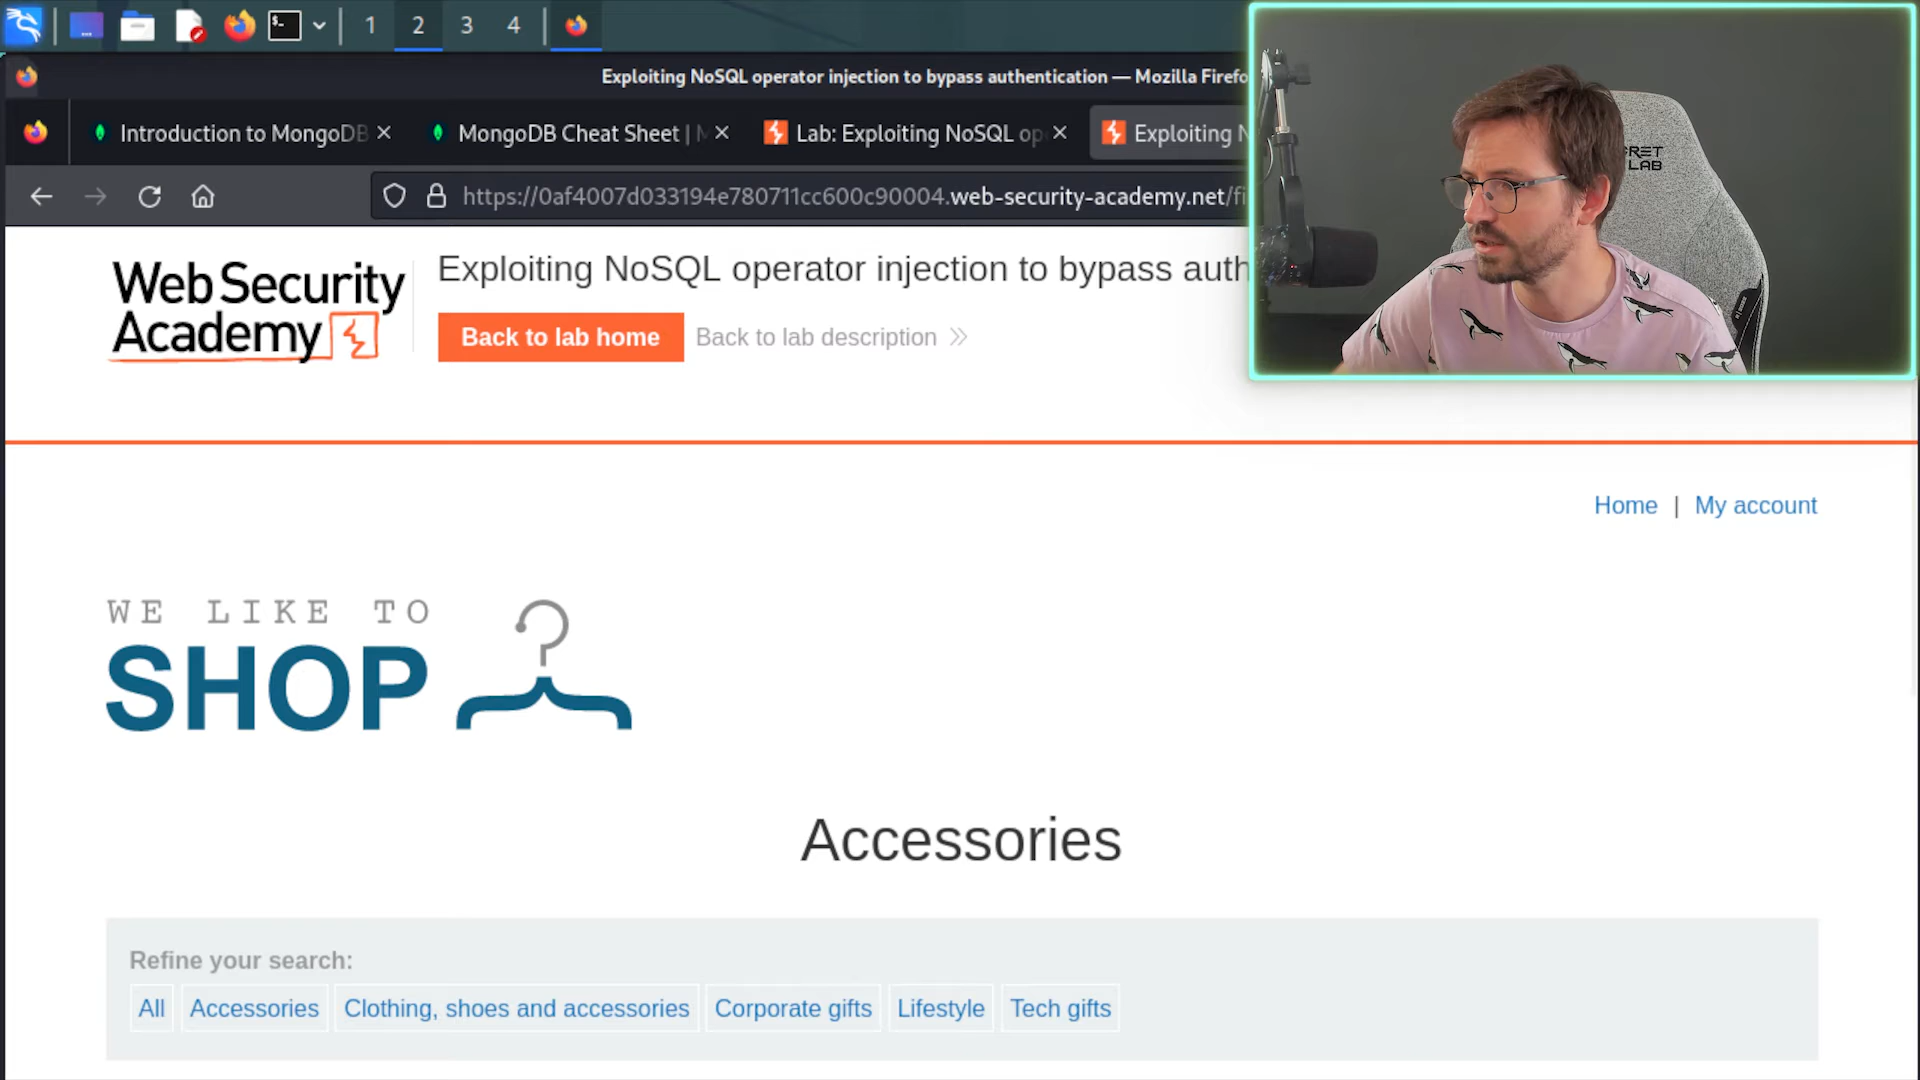 1 2 3 4
Exploiting NoSQL operator injection to bypass authentication — Mozilla Firefo
Introduction to MongoDB
MongoDB Cheat Sheet |
Lab: Exploiting NoSQL op
Exploiting N
https://0af4007d033194e780711cc600c90004.web-security-academy.net/fi
Web Security
Academy
Exploiting NoSQL operator injection to bypass auth
Back to lab home
Back to lab description
Home | My account
WE LIKE TO
SHOP
Accessories
Refine your search:
All Accessories Clothing, shoes and accessories Corporate gifts Lifestyle Tech gifts
LAB